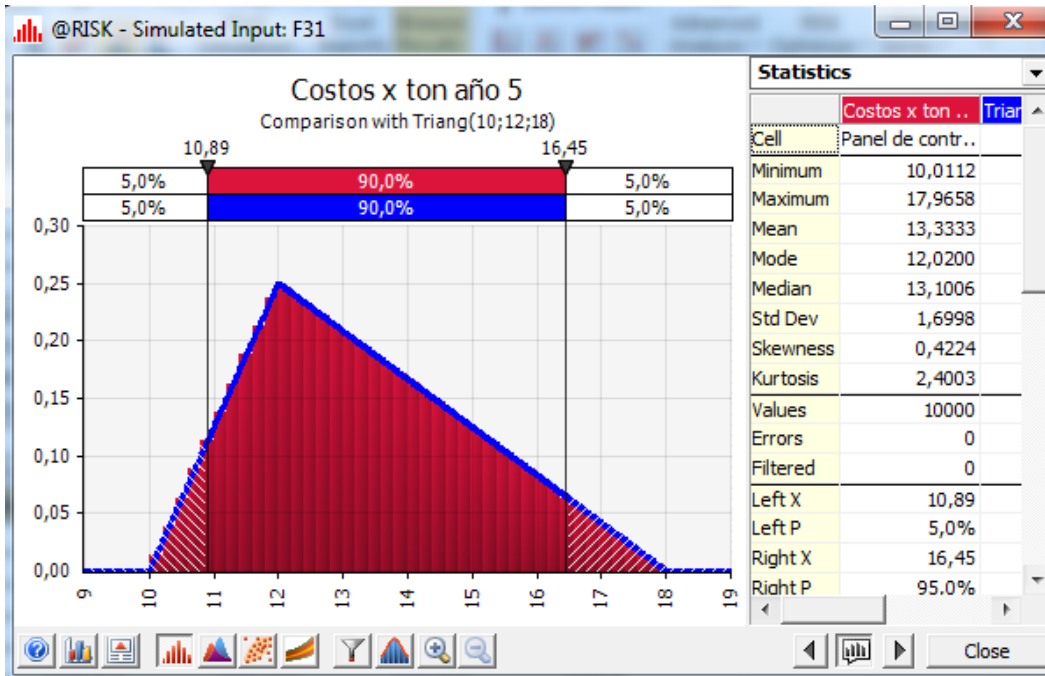 @RISK - Simulated Input: F31
Costos x ton año 5
Comparison with Triang(10;12;18)
10,89 16,45
5,0% 90,0% 5,0%
5,0% 90,0% 5,0%
0,30
0,25
0,20
0,15
0,10
0,05
0,00
9 10 11 12 13 14 15 16 17 18 19
Statistics
Costos x ton .. Triar
Cell Panel de contr..
Minimum 10,0112
Maximum 17,9658
Mean 13,3333
Mode 12,0200
Median 13,1006
Std Dev 1,6998
Skewness 0,4224
Kurtosis 2,4003
Values 10000
Errors 0
Filtered 0
Left X 10,89
Left P 5,0%
Right X 16,45
Right P 95,0%
Close